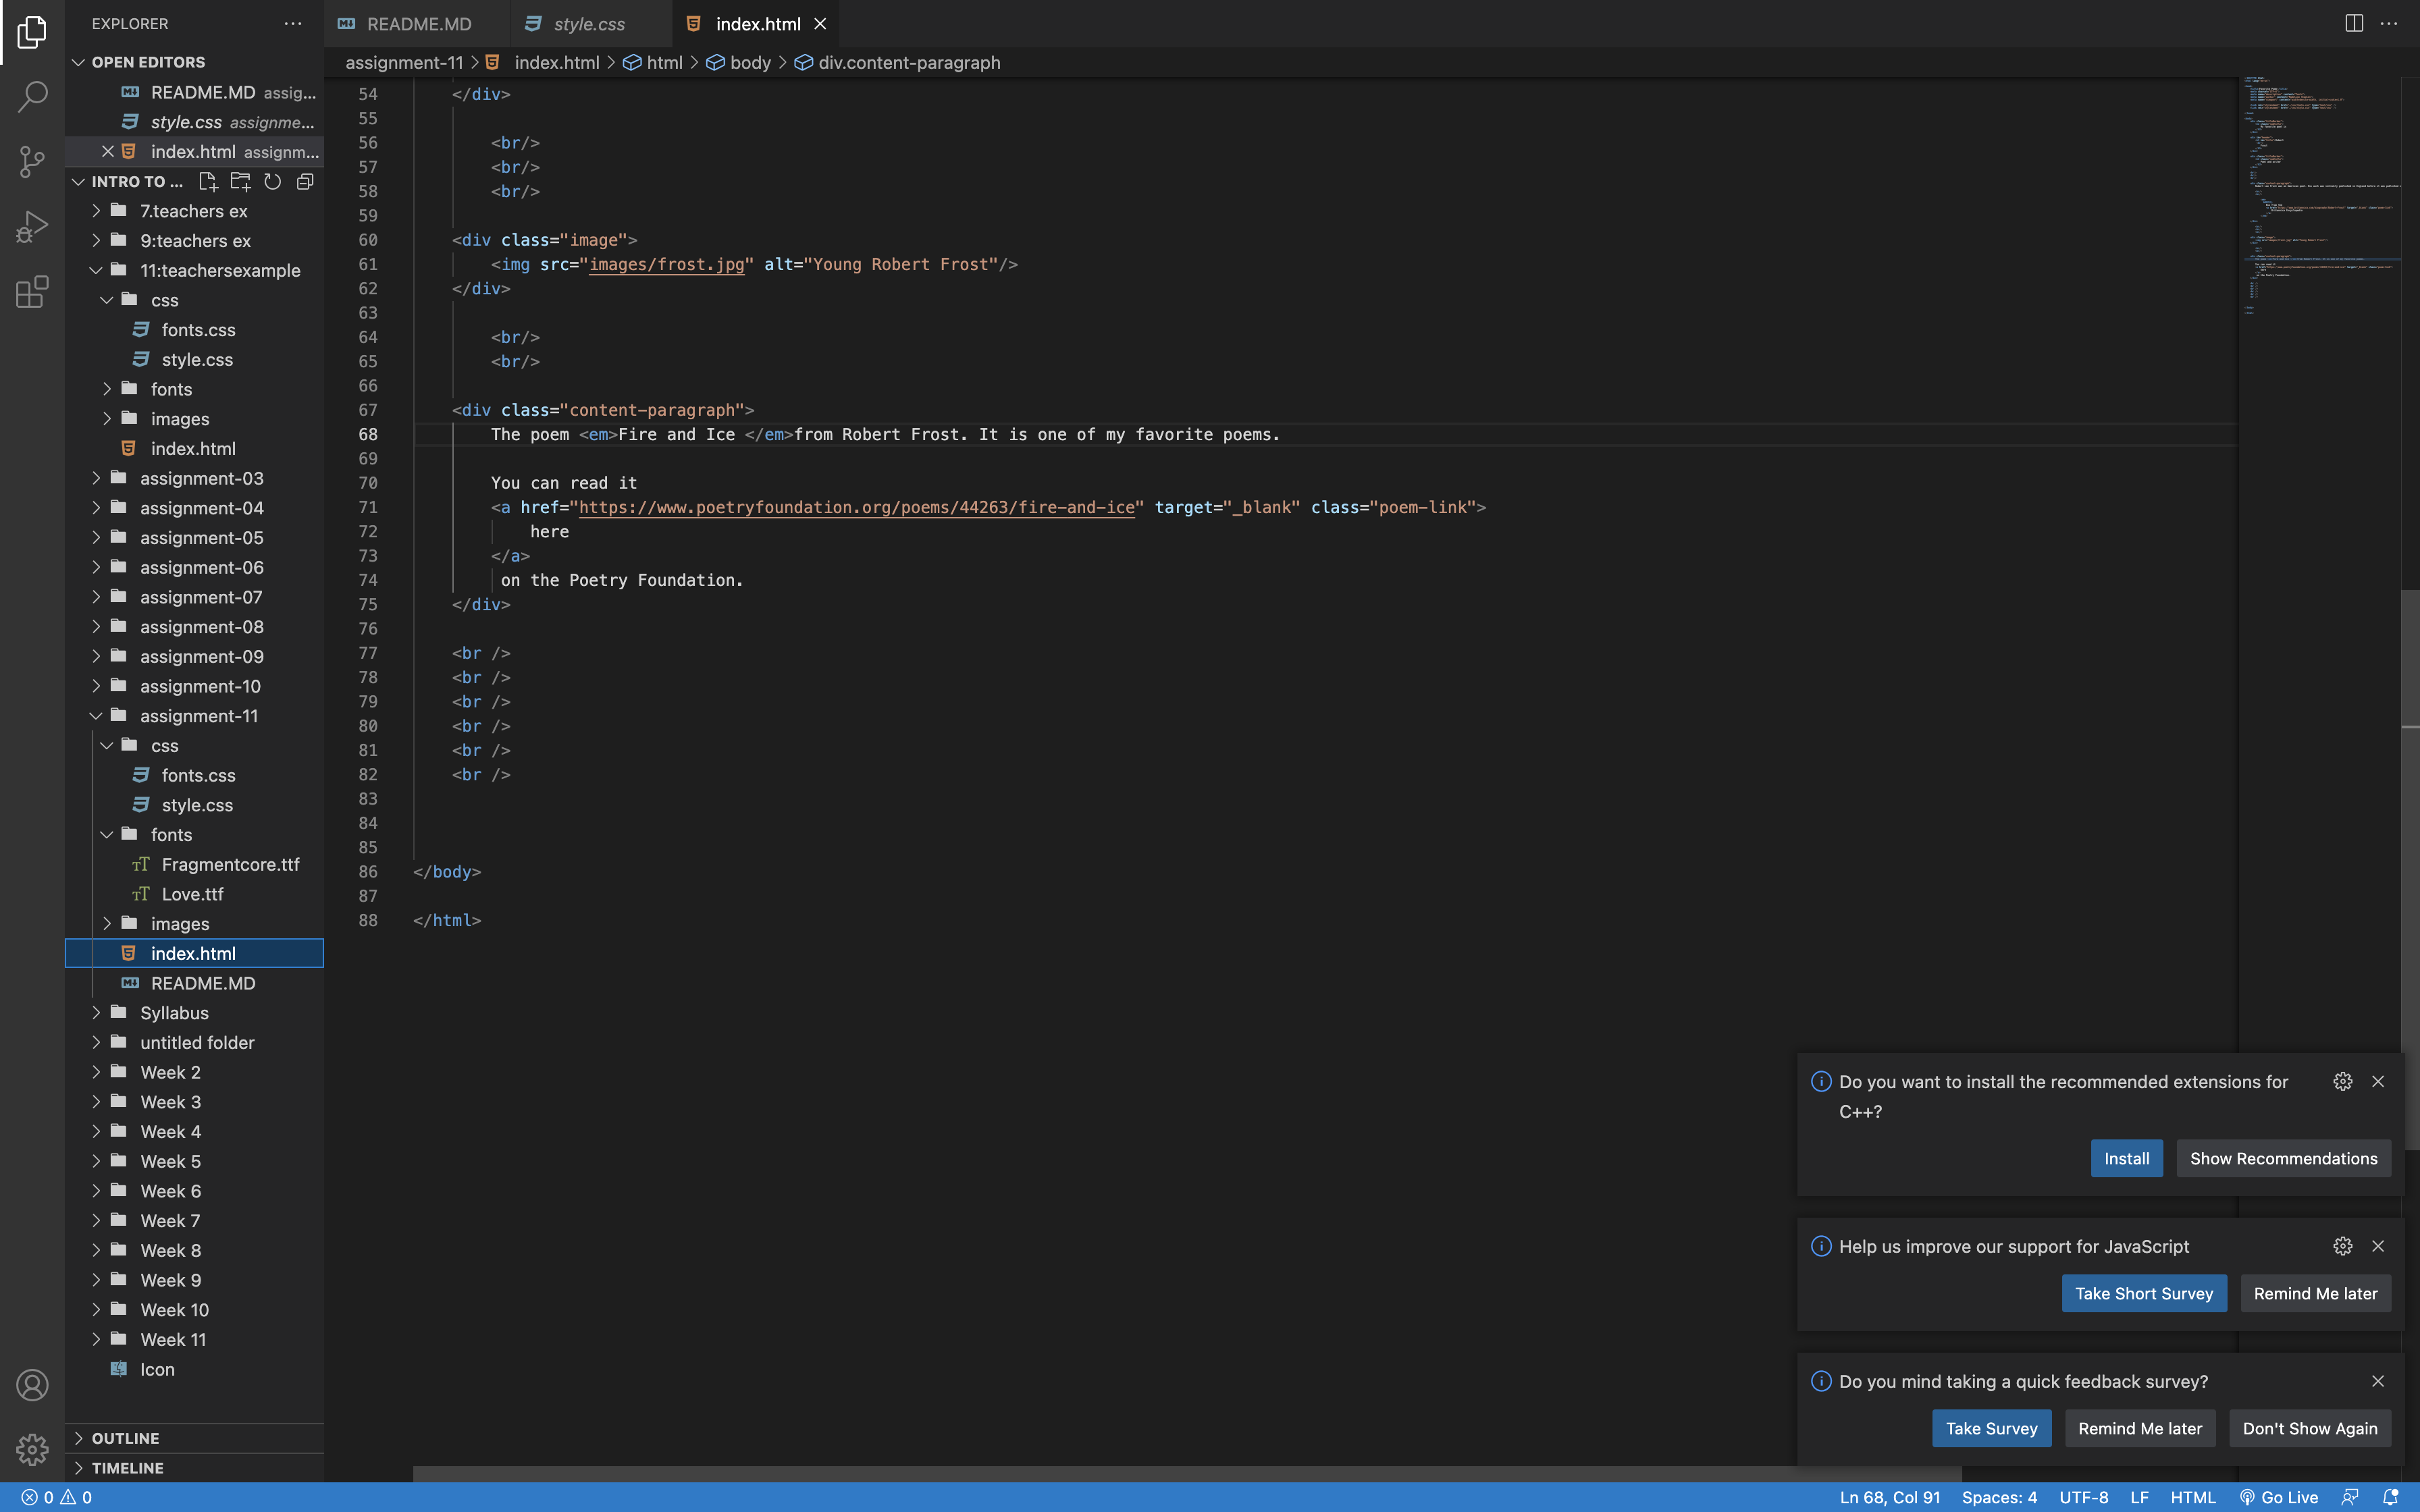 EXPLORER
OPEN EDITORS
README.MD assig...
style.css assignme...
index.html assignm...
INTRO TO ...
7.teachers ex
9:teachers ex
11:teachersexample
css
fonts.css
style.css
fonts
images
index.html
assignment-03
assignment-04
assignment-05
assignment-06
assignment-07
assignment-08
assignment-09
assignment-10
assignment-11
css
fonts.css
style.css
fonts
Fragmentcore.ttf
Love.ttf
images
index.html
README.MD
Syllabus
untitled folder
Week 2
Week 3
Week 4
Week 5
Week 6
Week 7
Week 8
Week 9
Week 10
Week 11
Icon
OUTLINE
TIMELINE
README.MD style.css index.html
assignment-11 > index.html > html > body > div.content-paragraph
54 </div>
55
56 <br/>
57 <br/>
58 <br/>
59
60 <div class="image">
61 <img src="images/frost.jpg" alt="Young Robert Frost"/>
62 </div>
63
64 <br/>
65 <br/>
66
67 <div class="content-paragraph">
68 The poem <em>Fire and Ice </em>from Robert Frost. It is one of my favorite poems.
69
70 You can read it
71 <a href="https://www.poetryfoundation.org/poems/44263/fire-and-ice" target="_blank" class="poem-link">
72 here
73 </a>
74 on the Poetry Foundation.
75 </div>
76
77 <br />
78 <br />
79 <br />
80 <br />
81 <br />
82 <br />
83
84
85
86 </body>
87
88 </html>
Do you want to install the recommended extensions for
C++?
Install Show Recommendations
Help us improve our support for JavaScript
Take Short Survey Remind Me later
Do you mind taking a quick feedback survey?
Take Survey Remind Me later Don't Show Again
0 0 Ln 68, Col 91 Spaces: 4 UTF-8 LF HTML Go Live